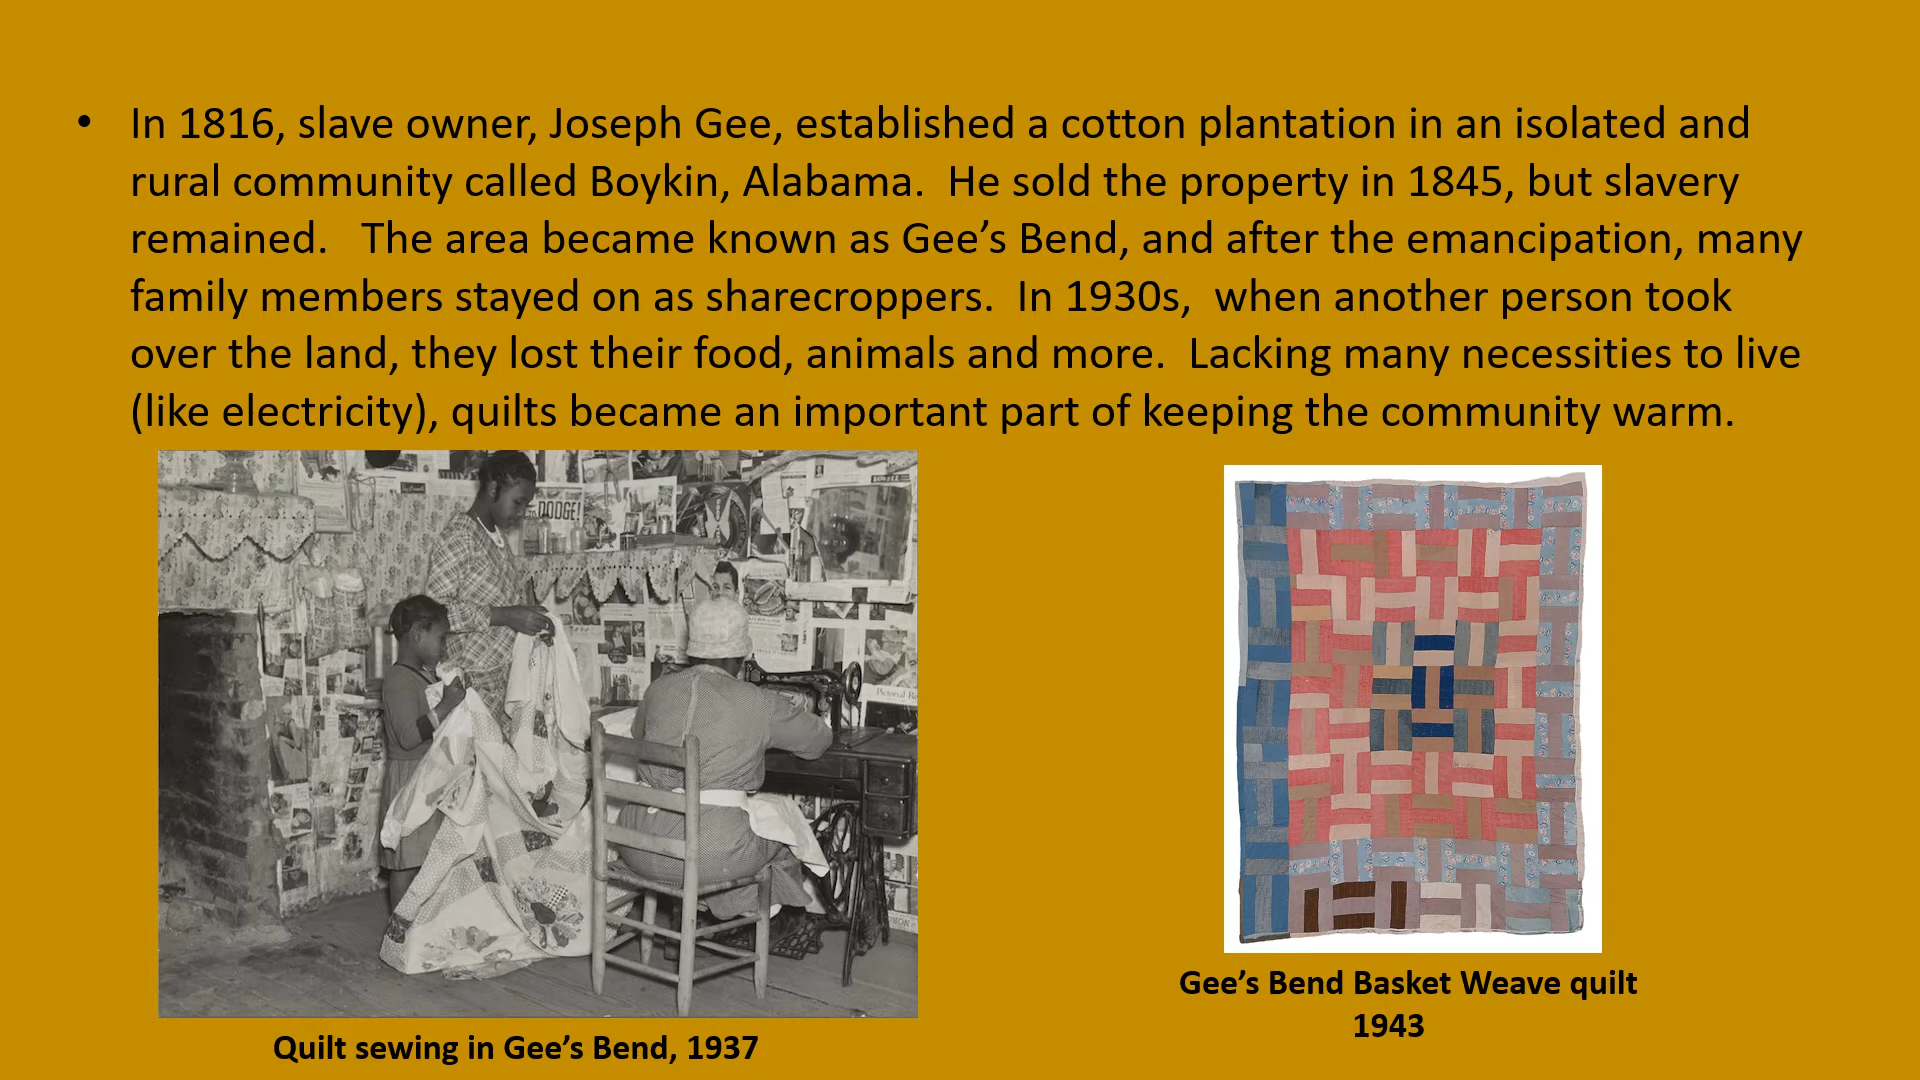 • In 1816, slave owner, Joseph Gee, established a cotton plantation in an isolated and
rural community called Boykin, Alabama.  He sold the property in 1845, but slavery
remained.   The area became known as Gee’s Bend, and after the emancipation, many
family members stayed on as sharecroppers.  In 1930s,  when another person took
over the land, they lost their food, animals and more.  Lacking many necessities to live
(like electricity), quilts became an important part of keeping the community warm.
DODGE!
Quilt sewing in Gee’s Bend, 1937
Gee’s Bend Basket Weave quilt
1943